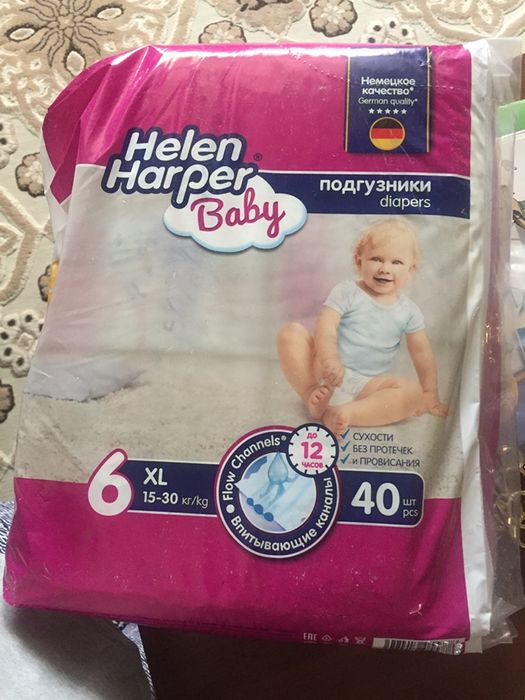 Немецкое
качество*
German quality*
Helen
Harper®
Baby
подгузники
diapers
6
XL
15-30 кг/kg
Flow Channels®
Впитывающие каналы
до
12
часов
сухости
без протечек
и провисания
40 шт
pcs
EAC